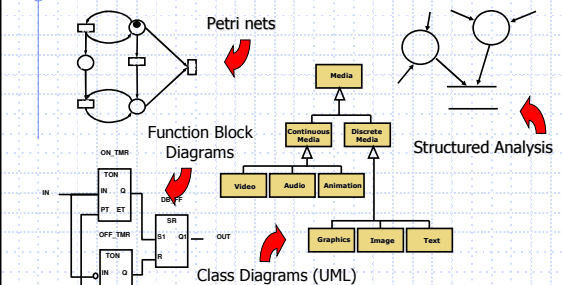 Petri nets
Media
Continuous
Media
Discrete
Media
Structured Analysis
Function Block
Diagrams
ON_TMR
TON
IN
IN
Q
PT
ET
Video
Audio
Animation
SR
S1
Q1
OUT
R
OFF_TMR
TON
IN
Q
Graphics
Image
Text
Class Diagrams (UML)